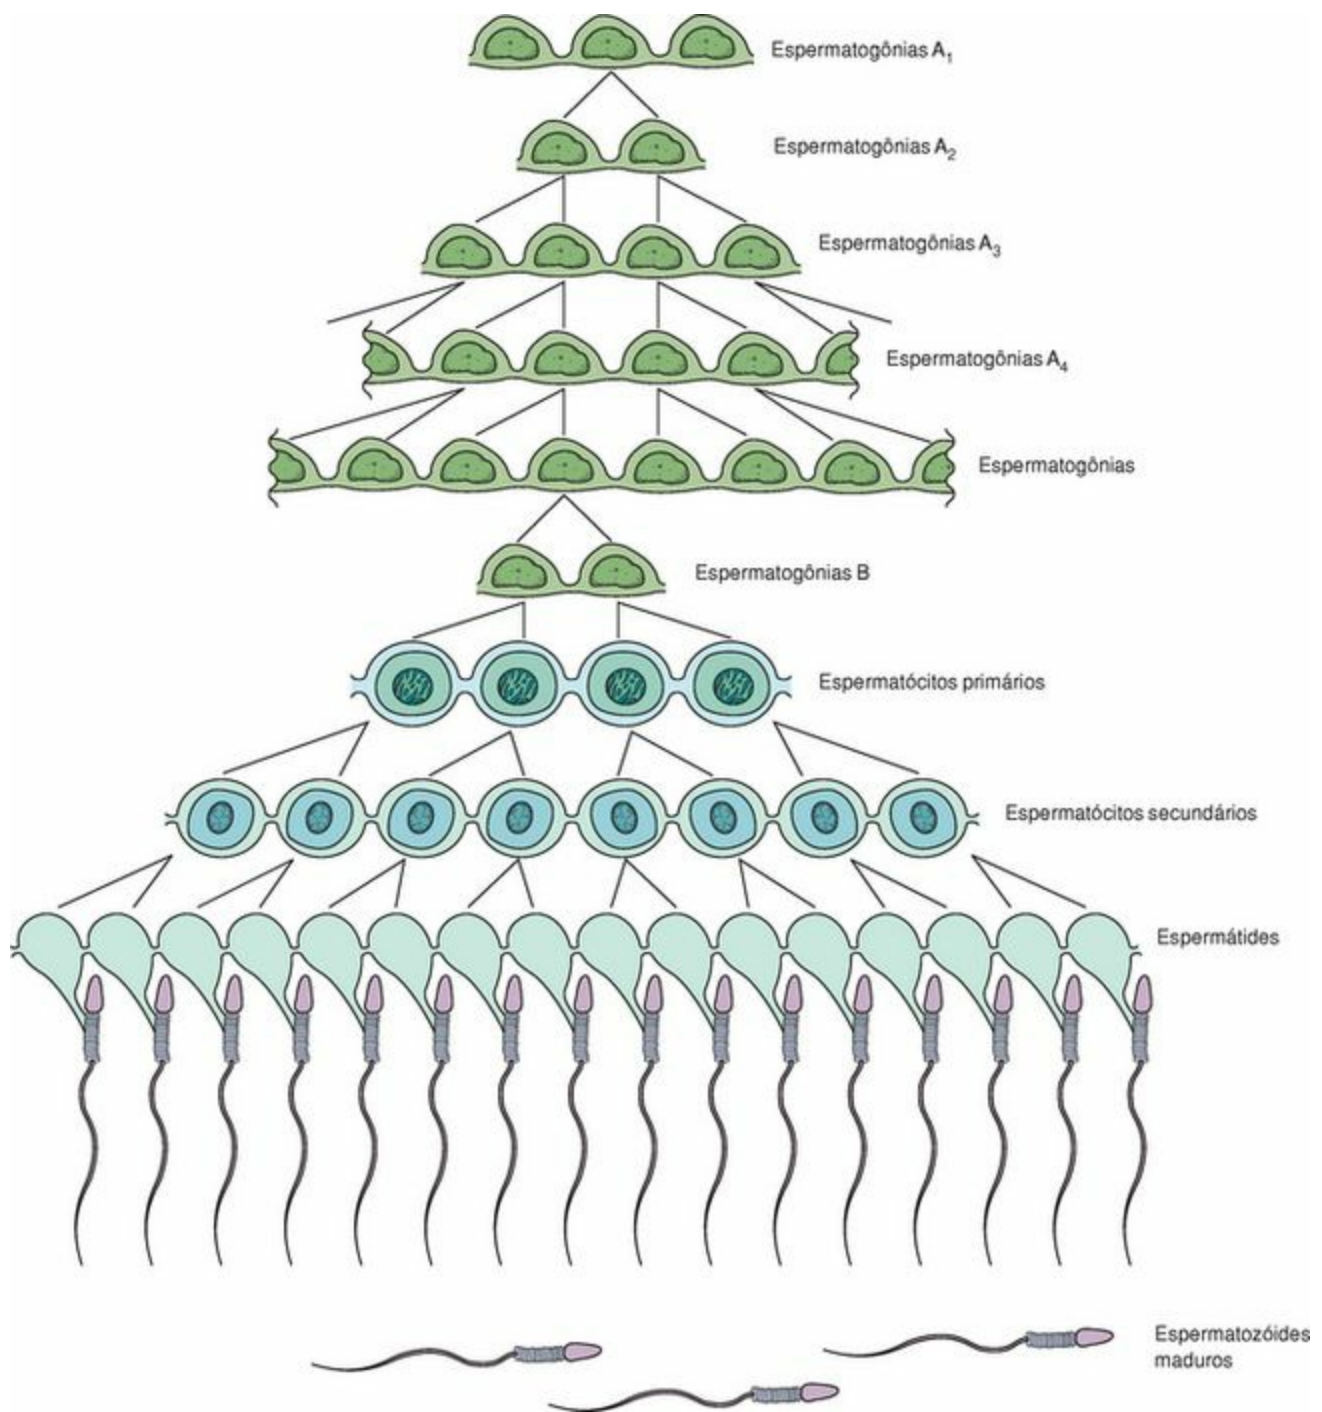 Espermatogônias A₁
Espermatogônias A₂
Espermatogônias A₃
Espermatogônias A₄
Espermatogônias
Espermatogônias B
Espermatócitos primários
Espermatócitos secundários
Espermátides
Espermatozóides
maduros